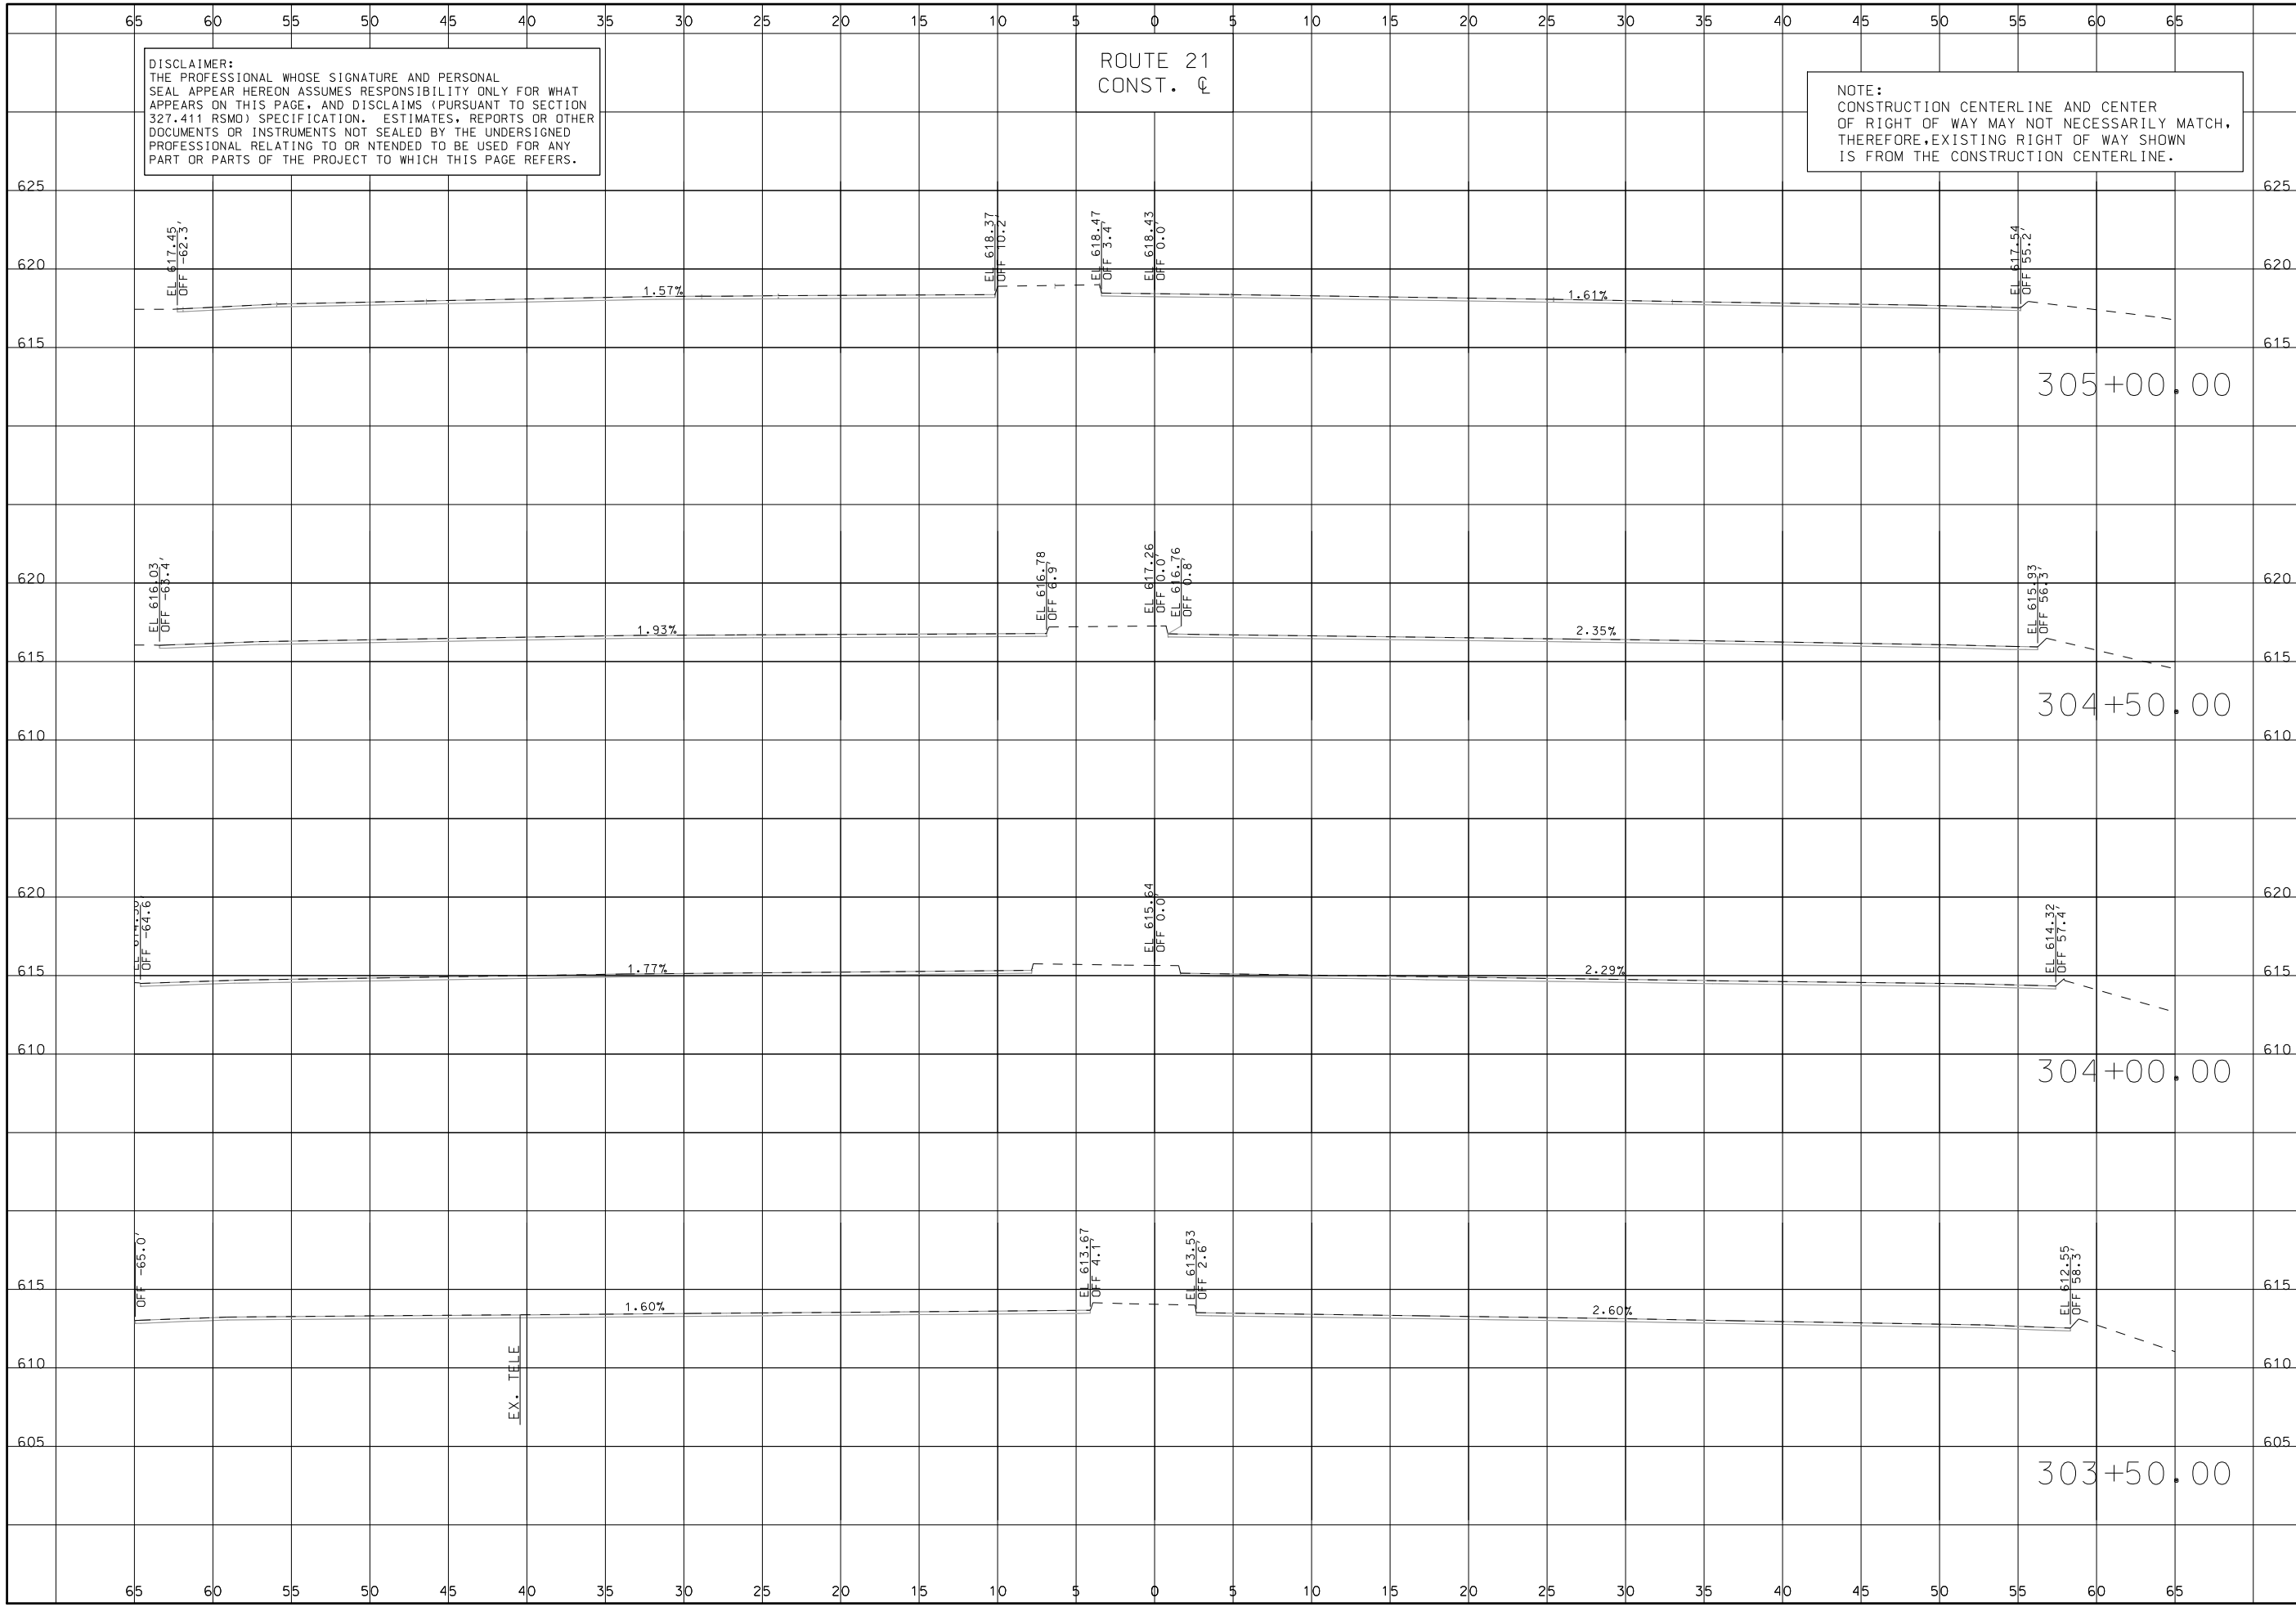 65 60 55 50 45 40 35 30 25 20 15 10 5 0 5 10 15 20 25 30 35 40 45 50 55 60 65
DISCLAIMER:
THE PROFESSIONAL WHOSE SIGNATURE AND PERSONAL
SEAL APPEAR HEREON ASSUMES RESPONSIBILITY ONLY FOR WHAT
APPEARS ON THIS PAGE, AND DISCLAIMS (PURSUANT TO SECTION
327.411 RSMO) SPECIFICATION. ESTIMATES, REPORTS OR OTHER
DOCUMENTS OR INSTRUMENTS NOT SEALED BY THE UNDERSIGNED
PROFESSIONAL RELATING TO OR NTENDED TO BE USED FOR ANY
PART OR PARTS OF THE PROJECT TO WHICH THIS PAGE REFERS.
ROUTE 21
CONST. ℄
NOTE:
CONSTRUCTION CENTERLINE AND CENTER
OF RIGHT OF WAY MAY NOT NECESSARILY MATCH,
THEREFORE,EXISTING RIGHT OF WAY SHOWN
IS FROM THE CONSTRUCTION CENTERLINE.
625 625
EL 617.45
OFF -62.3'
EL 618.37
OFF 10.2'
EL 618.47
OFF 3.4'
EL 618.43
OFF 0.0'
EL 617.54
OFF 55.2'
620 620
1.57% 1.61%
615 615
305+00.00
EL 616.03
OFF -63.4'
EL 616.78
OFF 6.9'
EL 617.26
OFF 0.0'
EL 616.76
OFF 0.8'
EL 615.93
OFF 56.3'
620 620
1.93% 2.35%
615 615
304+50.00
610 610
620 620
OFF -64.6'
EL 615.64
OFF 0.0'
EL 614.32
OFF 57.4'
1.77% 2.29%
615 615
610 610
304+00.00
OFF -65.0'
EL 613.67
OFF 4.1'
EL 613.53
OFF 2.6'
EL 612.55
OFF 58.3'
615 615
1.60% 2.60%
EX. TELE
610 610
605 605
303+50.00
65 60 55 50 45 40 35 30 25 20 15 10 5 0 5 10 15 20 25 30 35 40 45 50 55 60 65